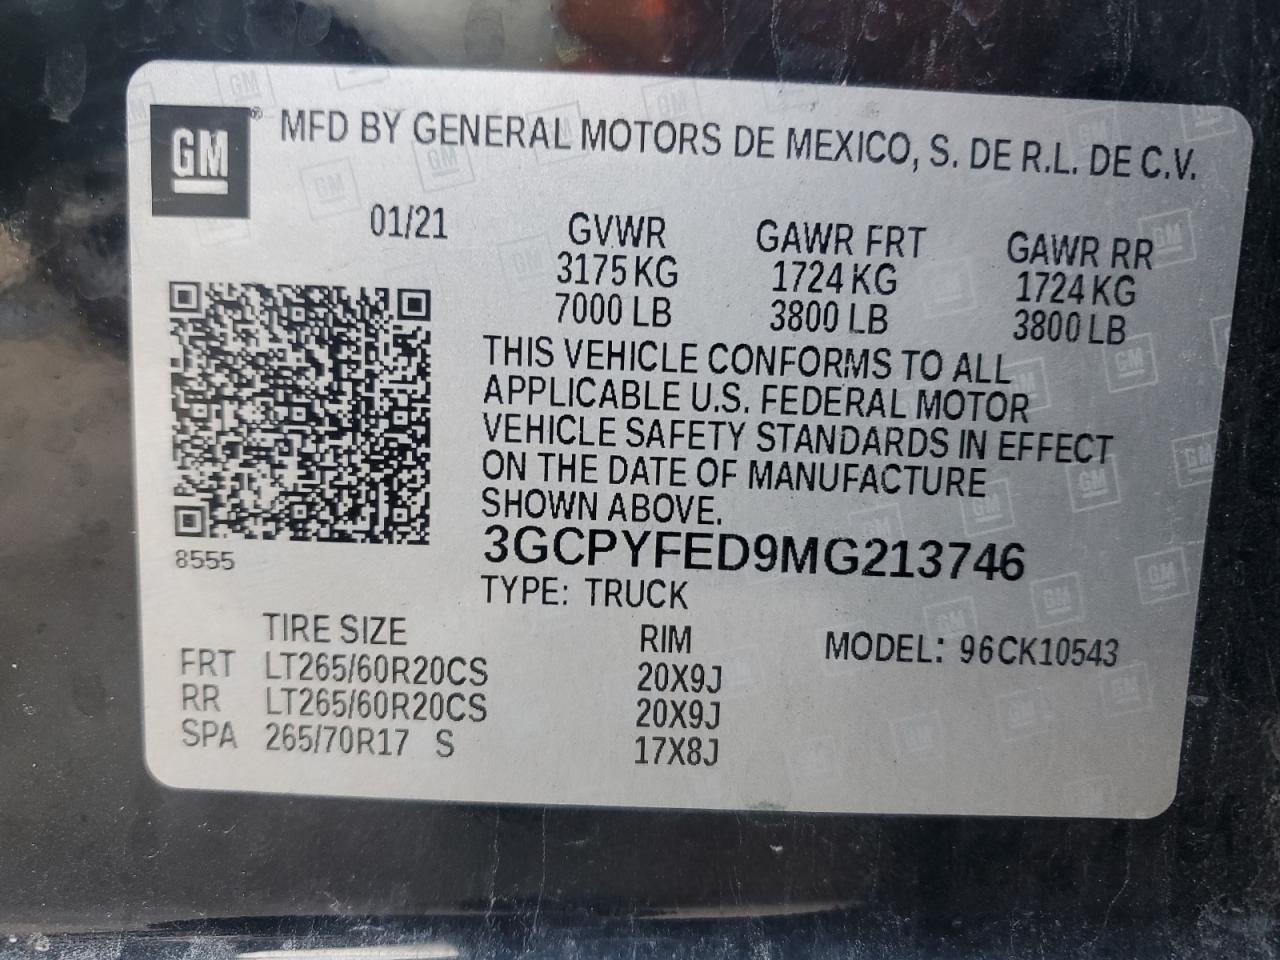 GM® MFD BY GENERAL MOTORS DE MEXICO, S. DE R.L. DE C.V.
01/21 GVWR GAWR FRT GAWR RR
3175 KG 1724 KG 1724 KG
7000 LB 3800 LB 3800 LB
THIS VEHICLE CONFORMS TO ALL
APPLICABLE U.S. FEDERAL MOTOR
VEHICLE SAFETY STANDARDS IN EFFECT
ON THE DATE OF MANUFACTURE
SHOWN ABOVE.
8555 3GCPYFED9MG213746
TYPE: TRUCK
TIRE SIZE RIM MODEL: 96CK10543
FRT LT265/60R20CS 20X9J
RR LT265/60R20CS 20X9J
SPA 265/70R17 S 17X8J